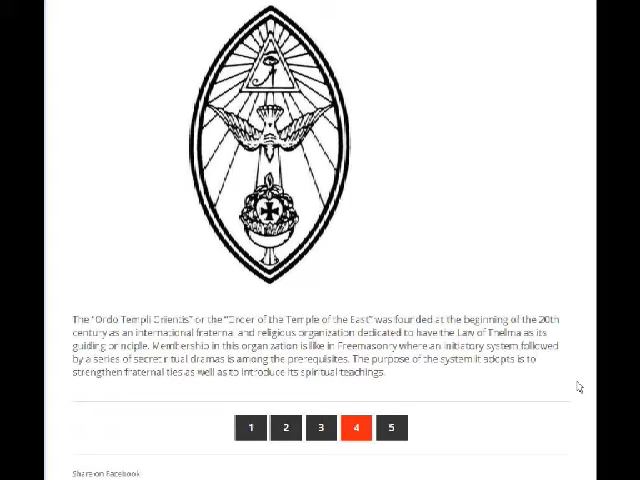 The "Ordo Templi Orientis" or the "Order of the Temple of the East" was founded at the beginning of the 20th
century as an international fraternal and religious organization dedicated to have the Law of Thelma as its
guiding principle. Membership in this organization is like in Freemasonry where an initiatory system followed
by a series of secret ritual dramas is among the prerequisites. The purpose of the system it adopts is to
strengthen fraternal ties as well as to introduce its spiritual teachings.
1 2 3 4 5
Share on Facebook